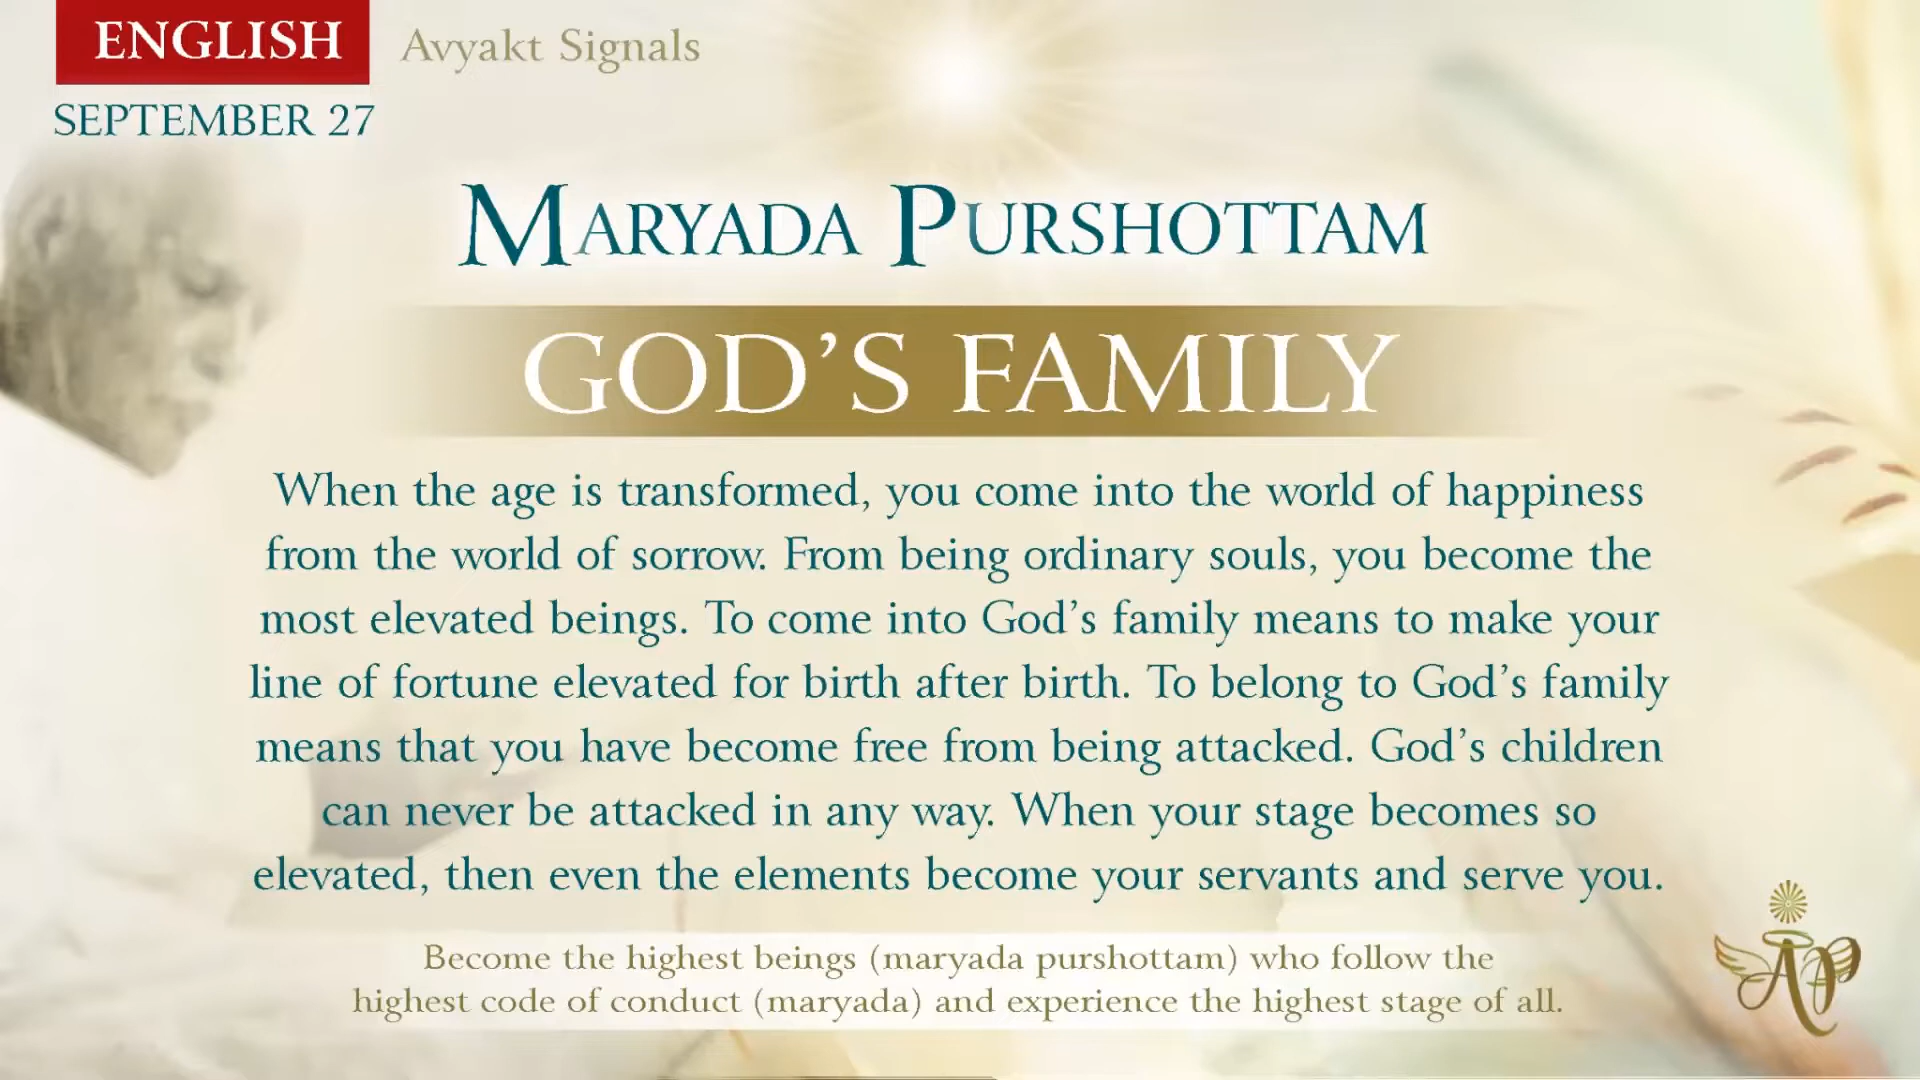 ENGLISH
Avyakt Signals
SEPTEMBER 27
MARYADA PURSHOTTAM
GOD'S FAMILY
When the age is transformed, you come into the world of happiness
from the world of sorrow. From being ordinary souls, you become the
most elevated beings. To come into God's family means to make your
line of fortune elevated for birth after birth. To belong to God's family
means that you have become free from being attacked. God's children
can never be attacked in any way. When your stage becomes so
elevated, then even the elements become your servants and serve you.
Become the highest beings (maryada purshottam) who follow the
highest code of conduct (maryada) and experience the highest stage of all.
AP